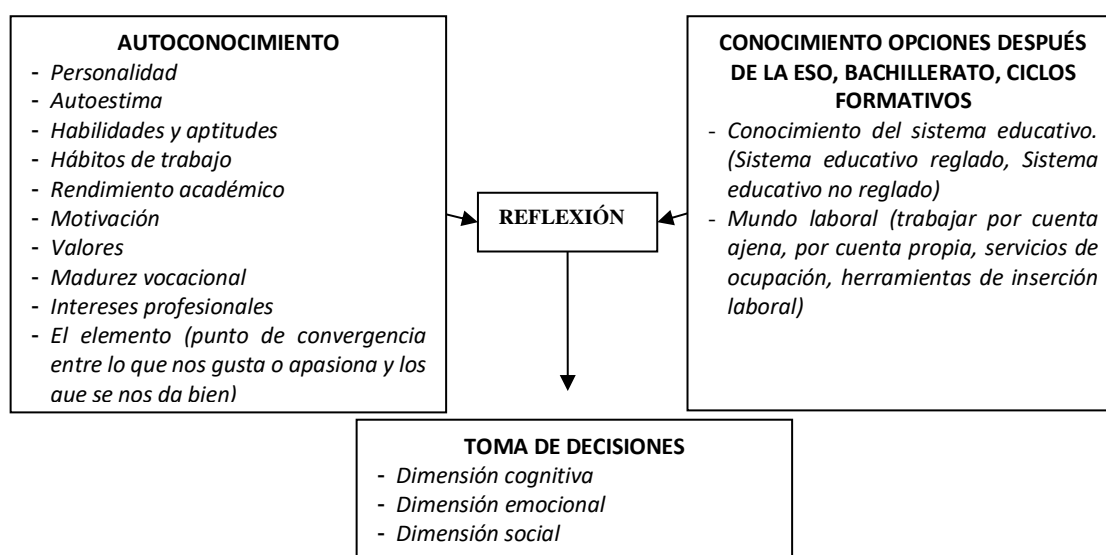 AUTOCONOCIMIENTO
- Personalidad
- Autoestima
- Habilidades y aptitudes
- Hábitos de trabajo
- Rendimiento académico
- Motivación
- Valores
- Madurez vocacional
- Intereses profesionales
- El elemento (punto de convergencia
entre lo que nos gusta o apasiona y los
que se nos da bien)
CONOCIMIENTO OPCIONES DESPUÉS
DE LA ESO, BACHILLERATO, CICLOS
FORMATIVOS
- Conocimiento del sistema educativo.
(Sistema educativo reglado, Sistema
educativo no reglado)
- Mundo laboral (trabajar por cuenta
ajena, por cuenta propia, servicios de
ocupación, herramientas de inserción
laboral)
REFLEXIÓN
TOMA DE DECISIONES
- Dimensión cognitiva
- Dimensión emocional
- Dimensión social